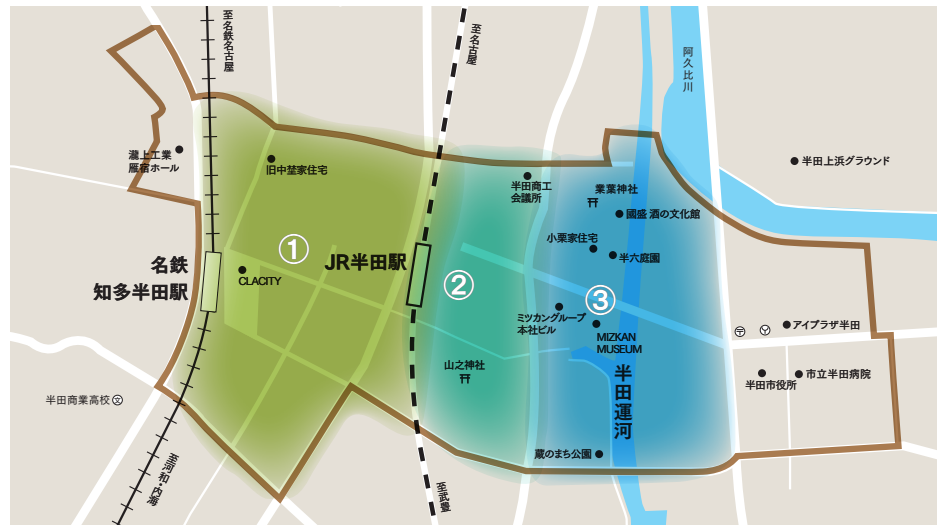 至名鉄名古屋
至名古屋
阿久比川
瀧上工業
雁宿ホール
旧中埜家住宅
半田商工
会議所
業葉神社
半田上浜グラウンド
國盛 酒の文化館
小栗家住宅
半六庭園
①
JR半田駅
名鉄
知多半田駅
CLACITY
②
③
ミツカングループ
本社ビル
MIZKAN
MUSEUM
アイプラザ半田
山之神社
半田運河
半田市役所
市立半田病院
半田商業高校
文
蔵のまち公園
至河和・内海
至武豊